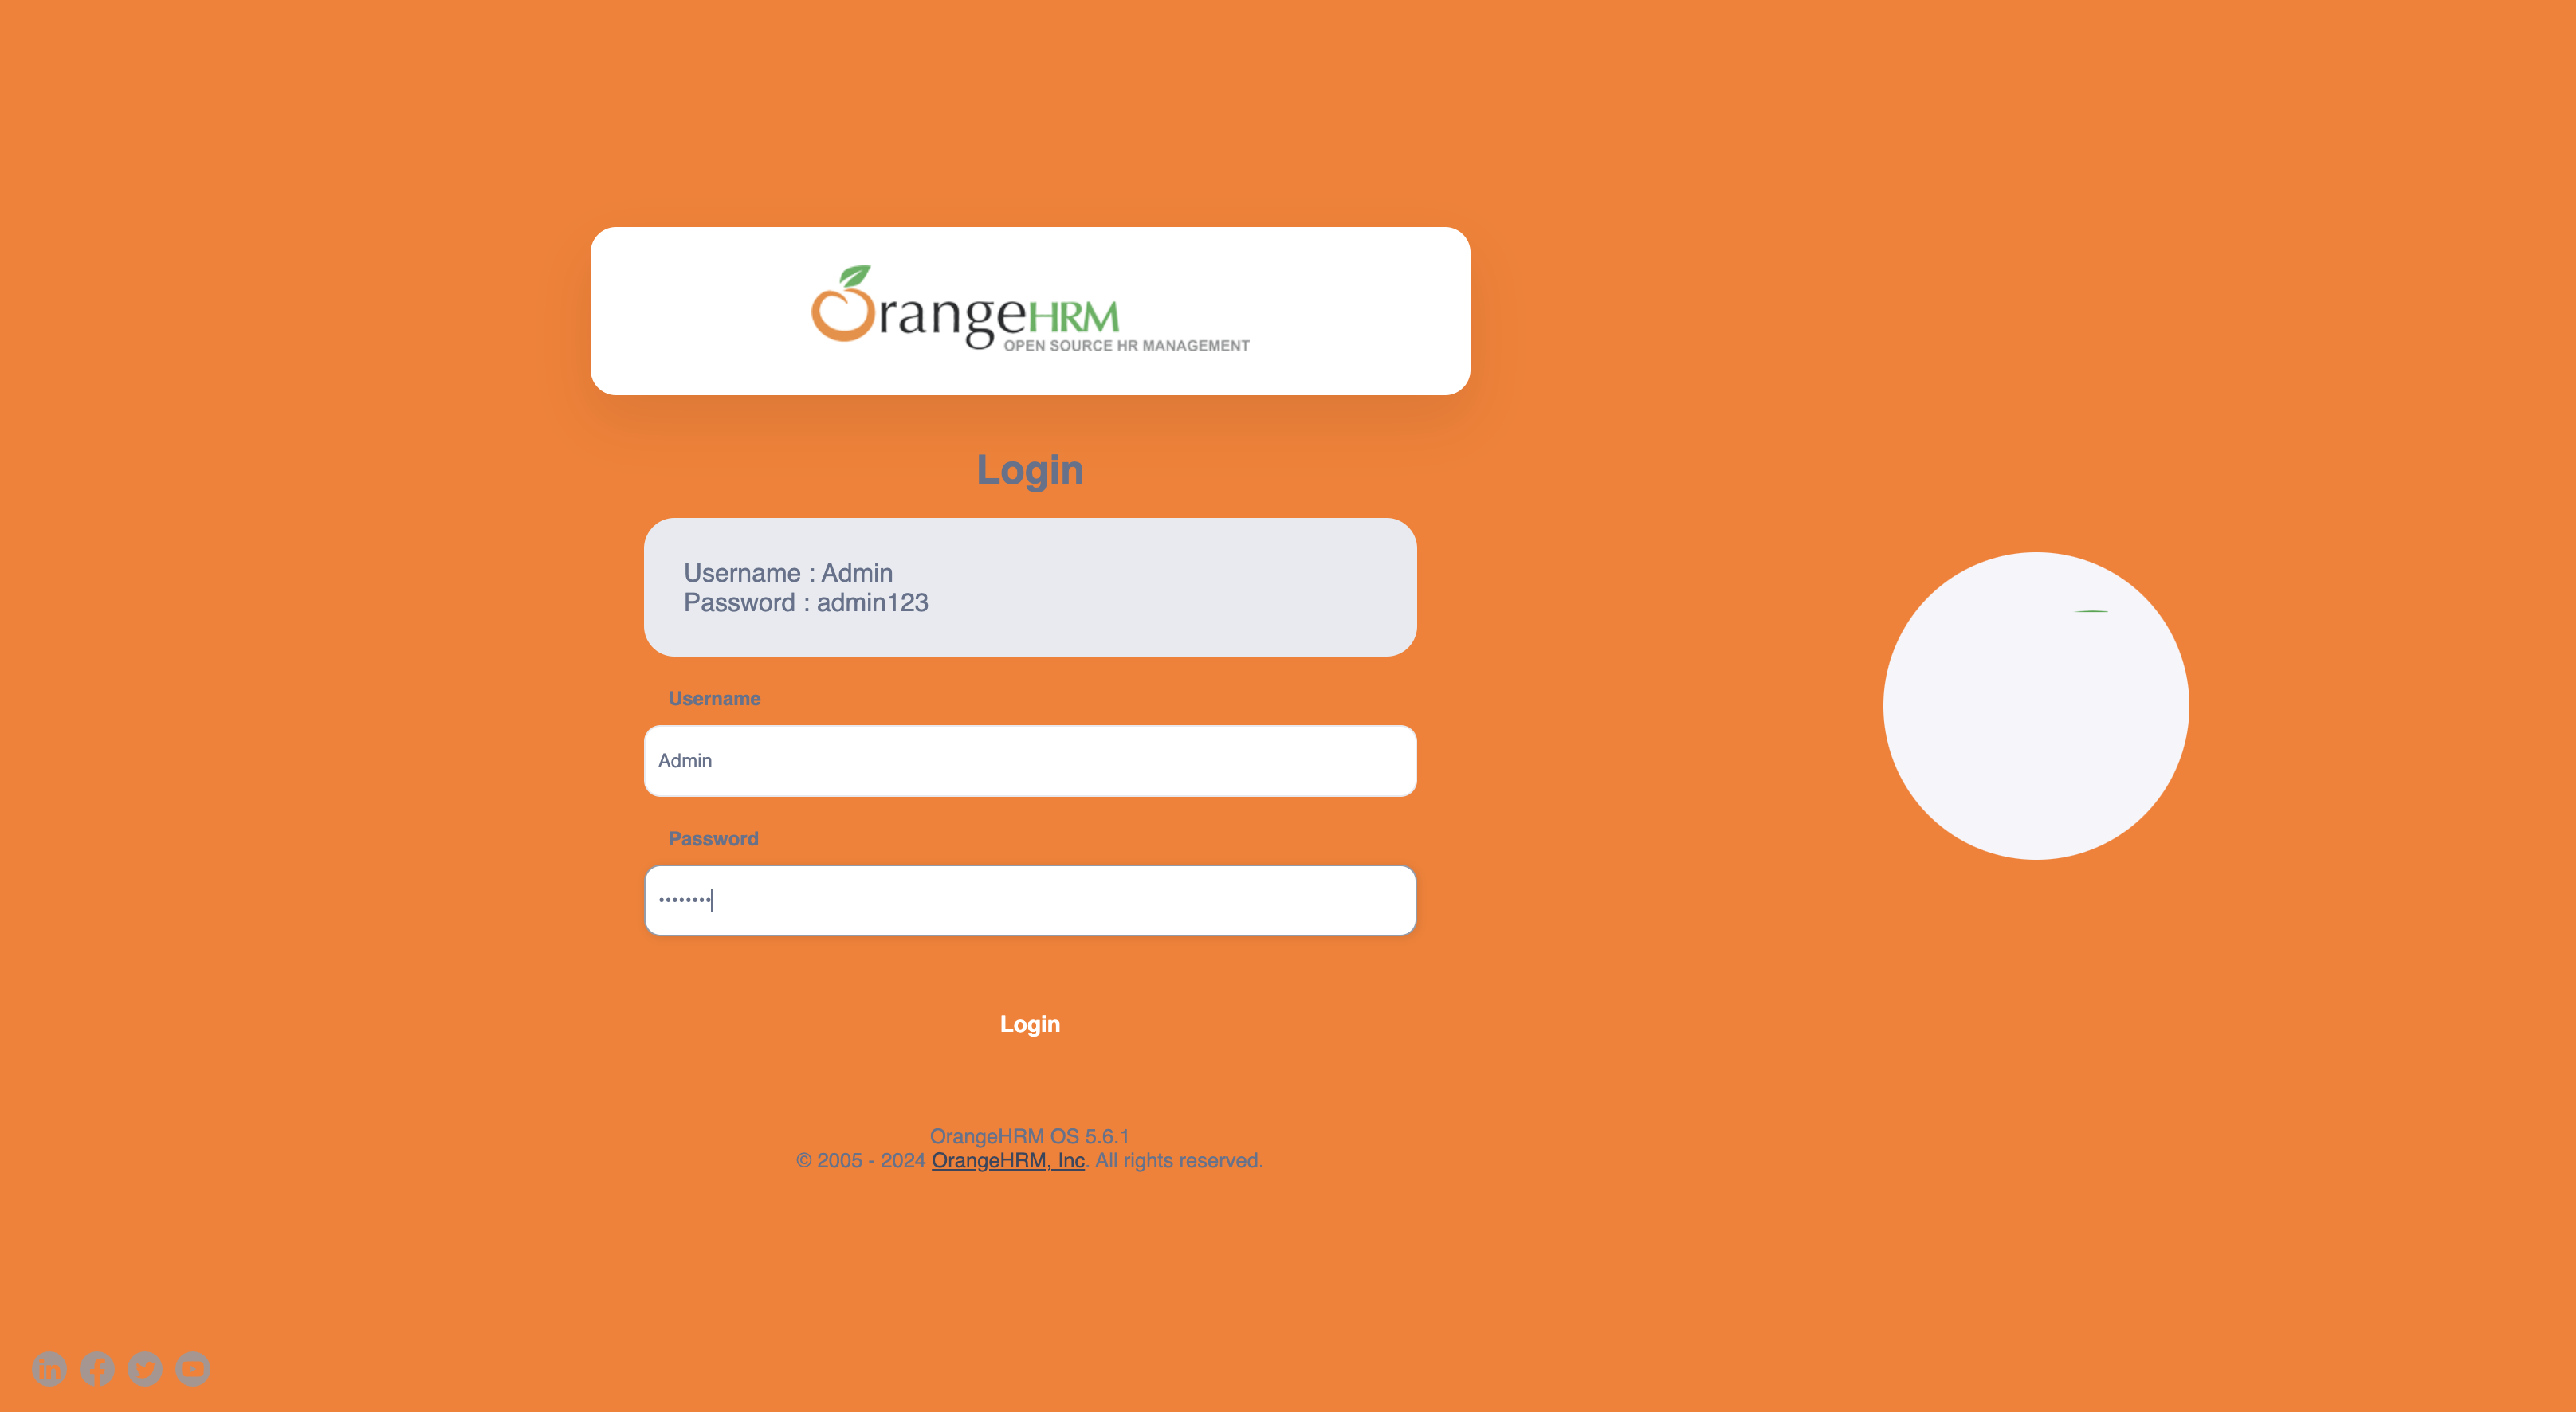 OrangeHRM
OPEN SOURCE HR MANAGEMENT
Login
Username : Admin
Password : admin123
Username
Admin
Password
••••••••
Login
OrangeHRM OS 5.6.1
© 2005 - 2024 OrangeHRM, Inc. All rights reserved.